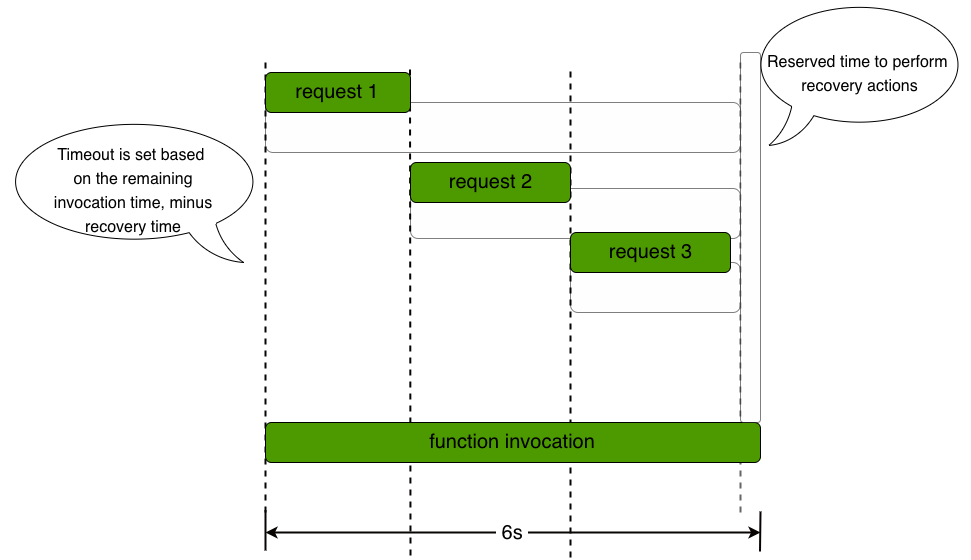 Reserved time to perform
recovery actions
request 1
Timeout is set based
on the remaining
invocation time, minus
recovery time
request 2
request 3
function invocation
6s